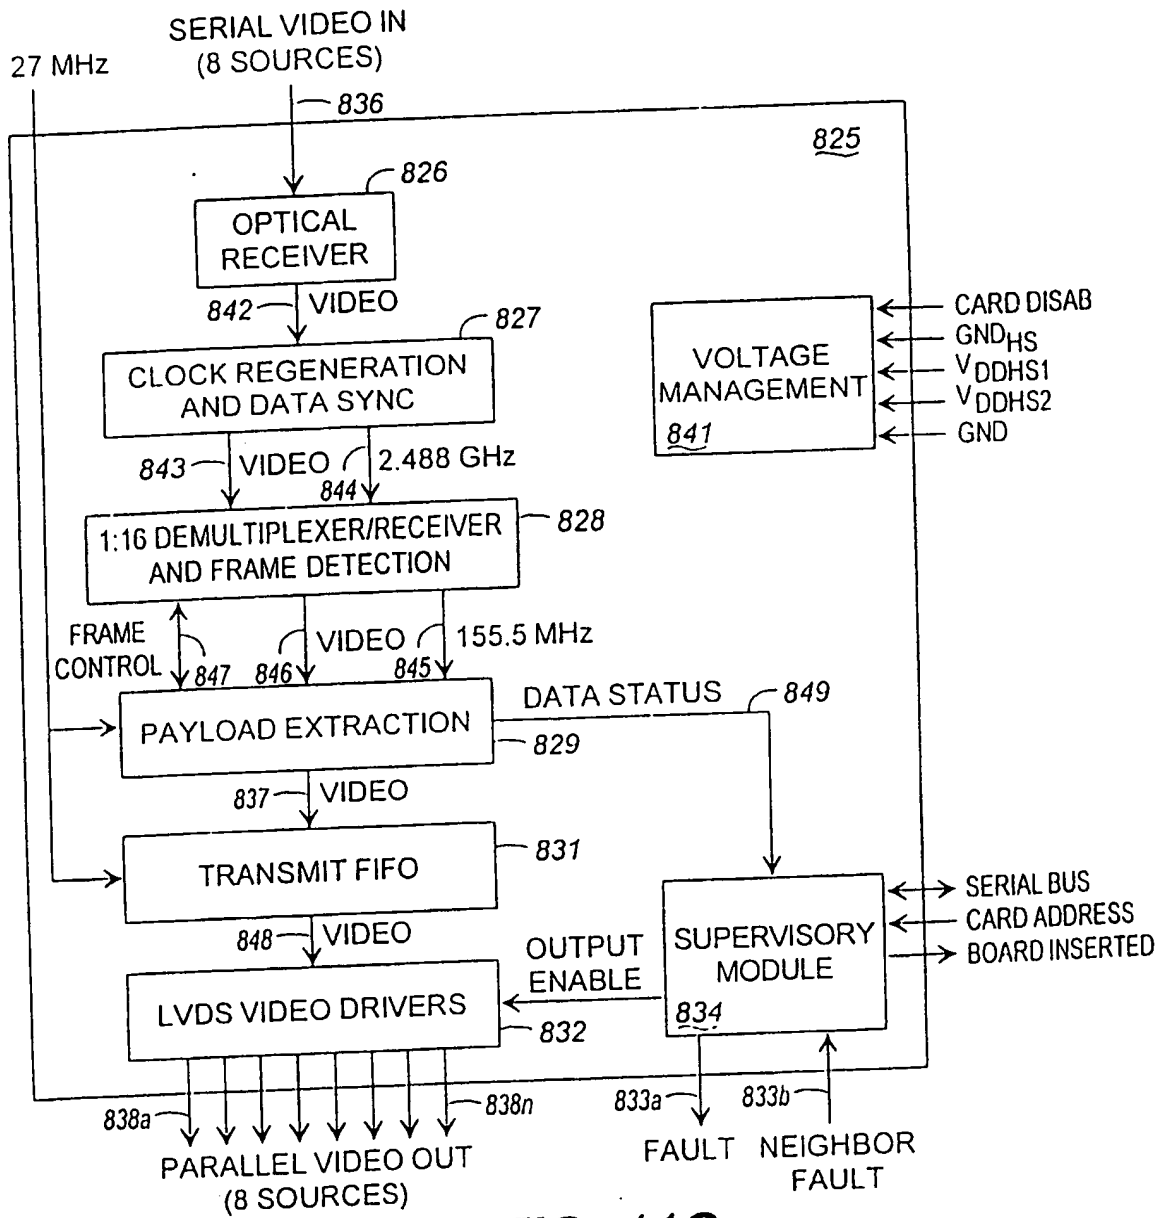 SERIAL VIDEO IN
(8 SOURCES)
27 MHz
836
825
826
OPTICAL
RECEIVER
842
VIDEO
827
CLOCK REGENERATION
AND DATA SYNC
843
VIDEO
844
2.488 GHz
828
1:16 DEMULTIPLEXER/RECEIVER
AND FRAME DETECTION
FRAME
CONTROL
847
846
VIDEO
845
155.5 MHz
PAYLOAD EXTRACTION
829
DATA STATUS
849
837
VIDEO
TRANSMIT FIFO
831
848
VIDEO
LVDS VIDEO DRIVERS
832
OUTPUT
ENABLE
SUPERVISORY
MODULE
834
SERIAL BUS
CARD ADDRESS
BOARD INSERTED
VOLTAGE
MANAGEMENT
841
CARD DISAB
GNDHS
VDDHS1
VDDHS2
GND
838a
838n
PARALLEL VIDEO OUT
(8 SOURCES)
833a
833b
FAULT
NEIGHBOR
FAULT